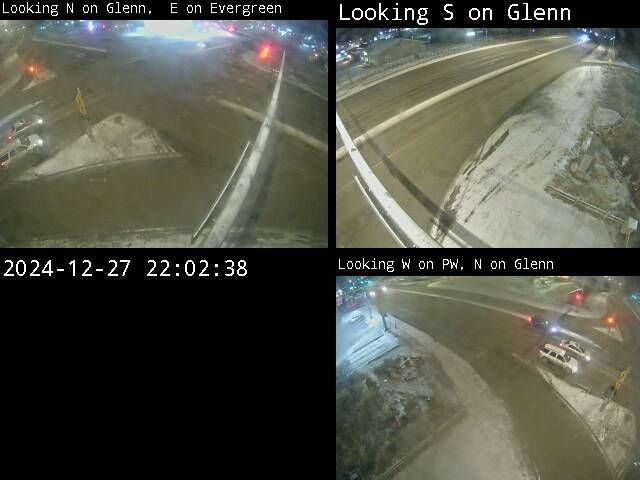 Looking N on Glenn,  E on Evergreen
Looking S on Glenn
2024-12-27 22:02:38
Looking W on PW, N on Glenn